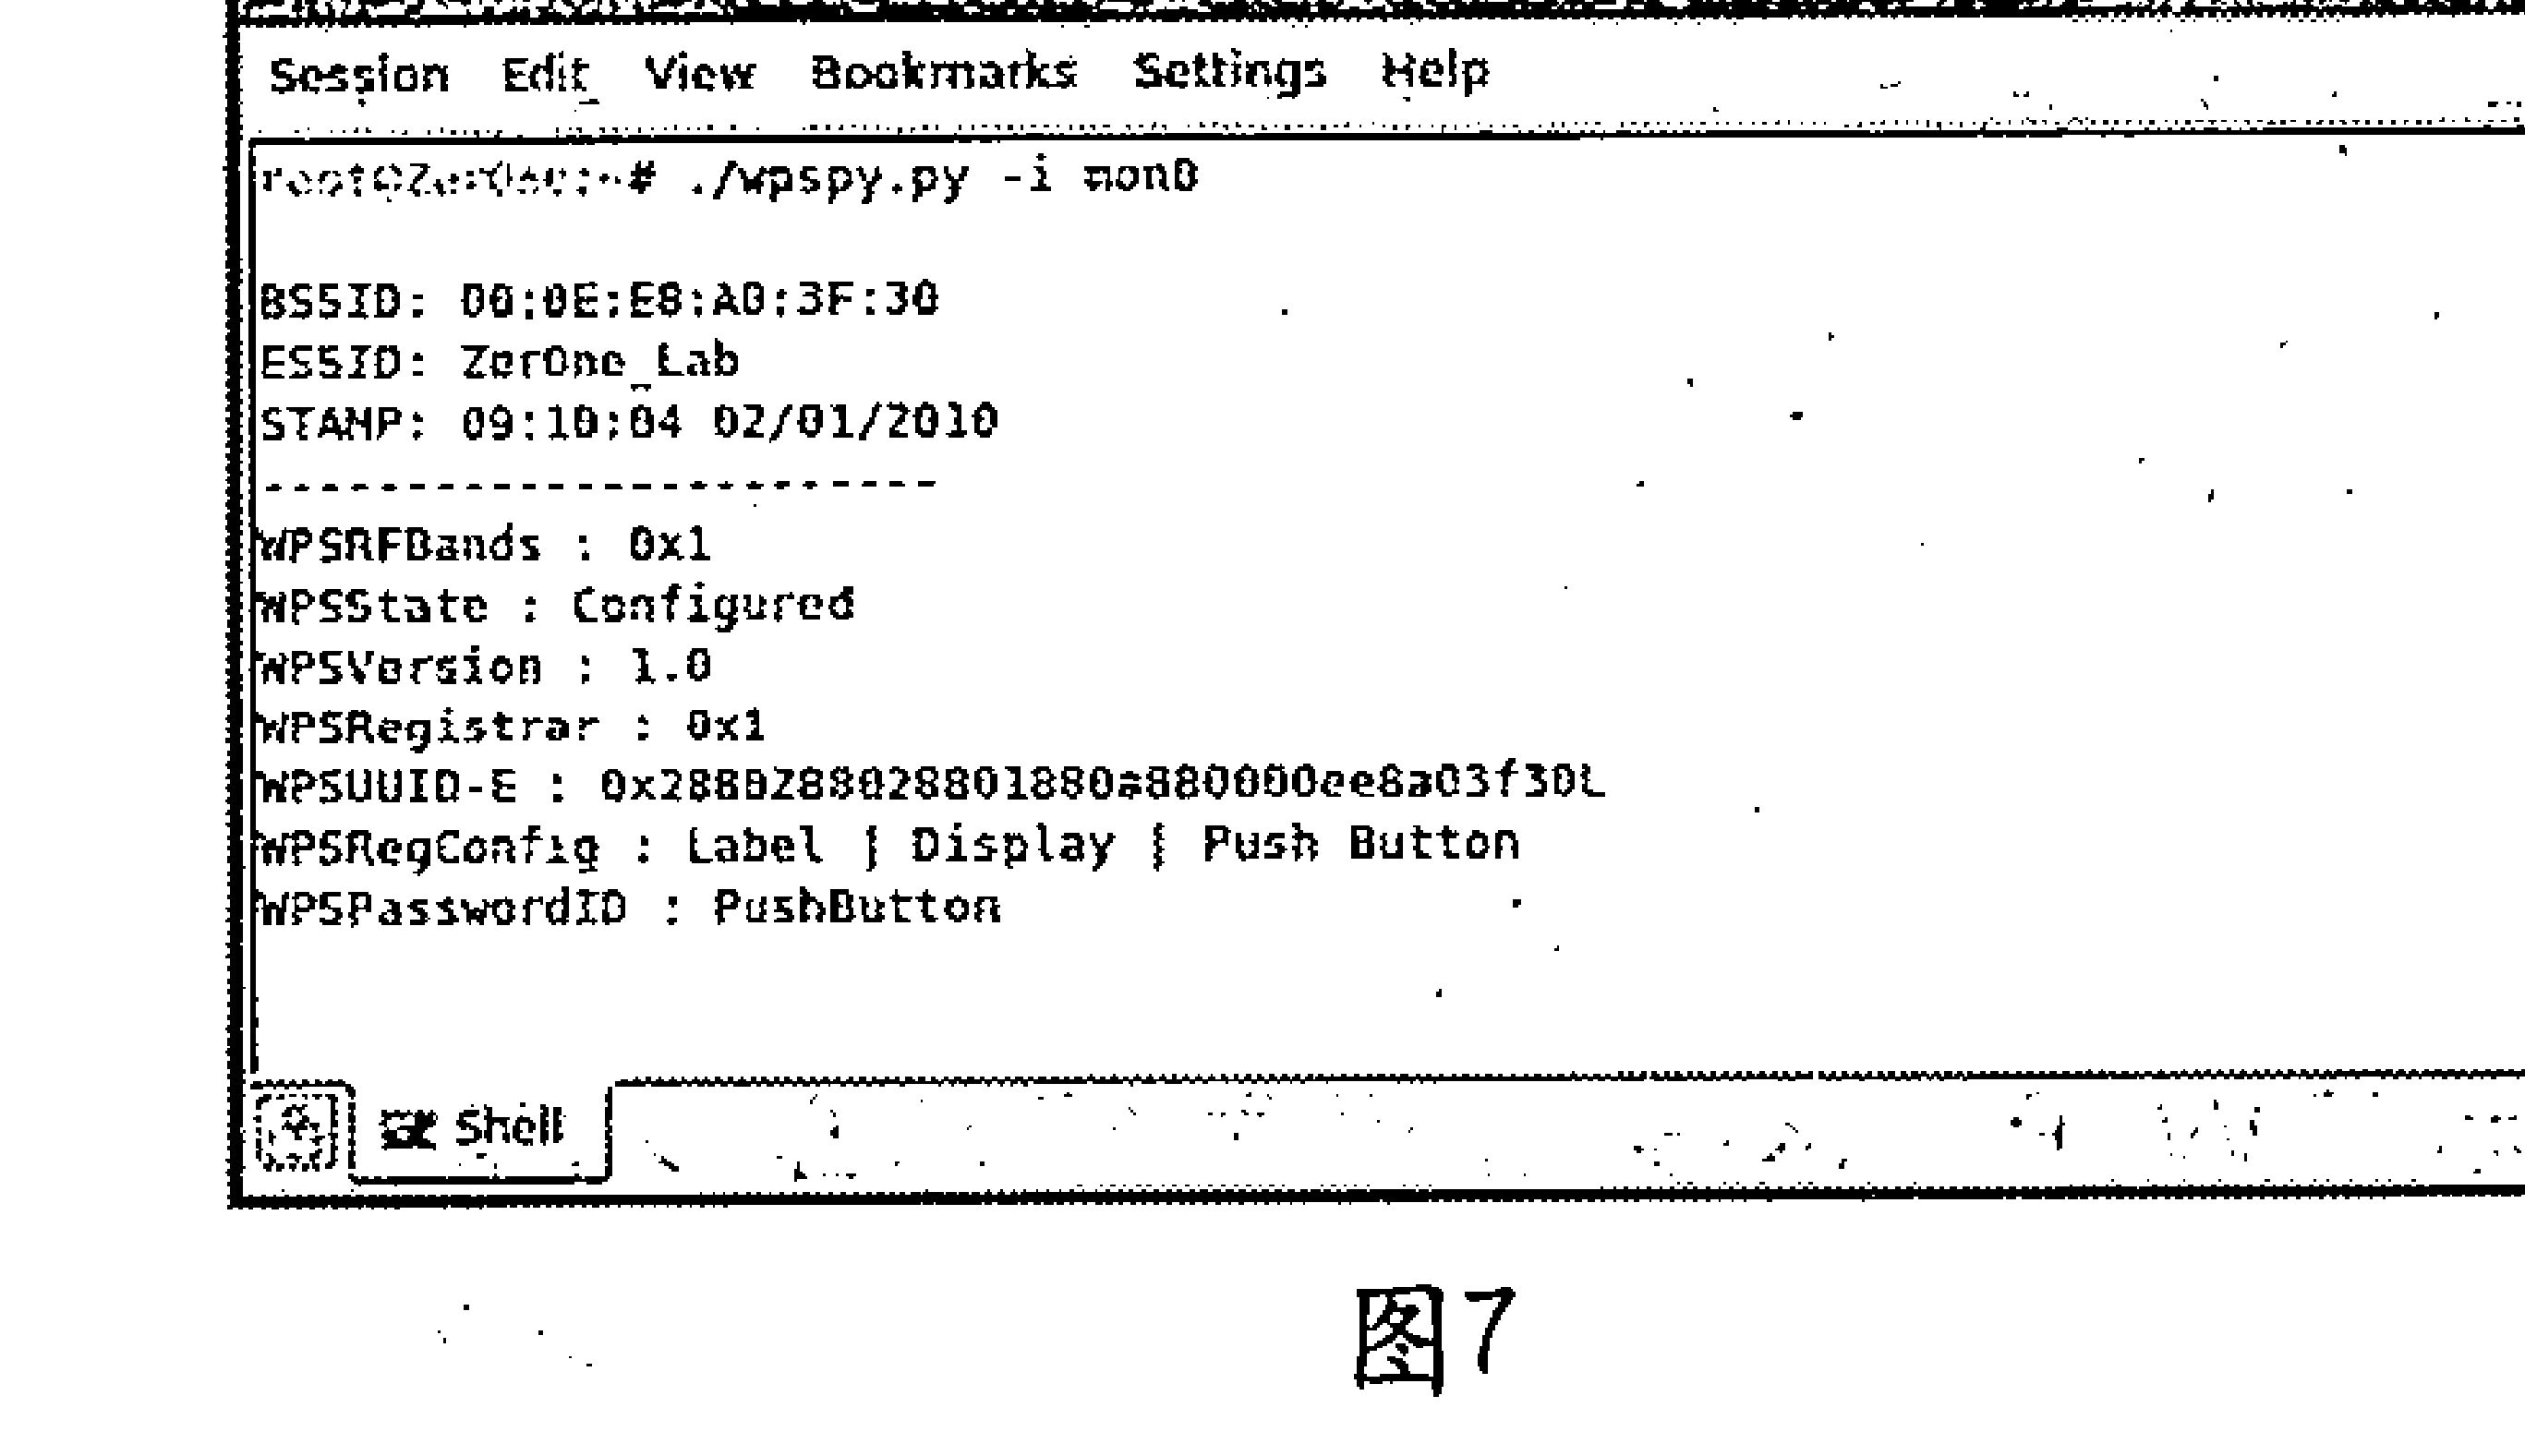 Session Edit View Bookmarks Settings Help
# ./wpspy.py -i mon0
BSSID: 00:0E:E8:A0:3F:30
ESSID: ZerOne_Lab
STAMP: 09:10:04 02/01/2010
------------------------
WPSRFBands : 0x1
WPSState : Configured
WPSVersion : 1.0
WPSRegistrar : 0x1
WPSUUID-E : 0x2880288028801880a880000ee8a03f30L
WPSRegConfig : Label | Display | Push Button
WPSPasswordID : PushButton
Shell
图7